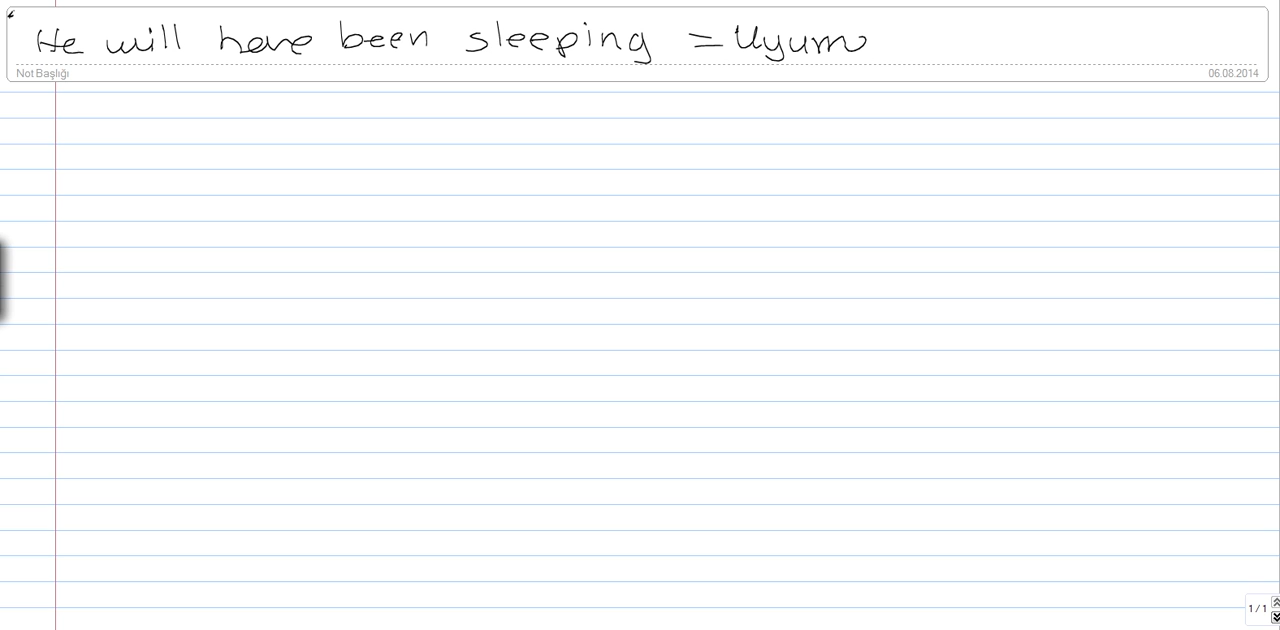 He will have been sleeping = Uyum
Not Başlığı
06.08.2014
1 / 1